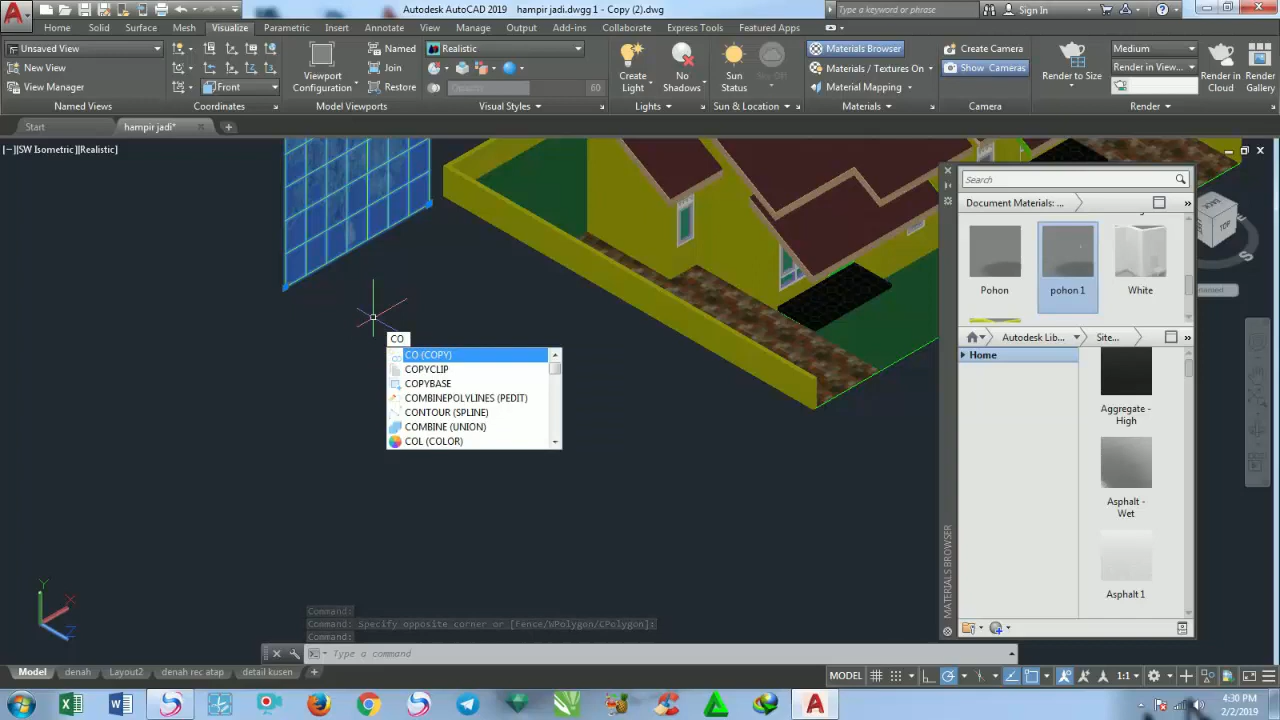 Autodesk AutoCAD 2019    hampir jadi.dwgg 1 - Copy (2).dwg
Type a keyword or phrase
Sign In
Home  Solid  Surface  Mesh  Visualize  Parametric  Insert  Annotate  View  Manage  Output  Add-ins  Collaborate  Express Tools  Featured Apps
Unsaved View
New View
View Manager
Named Views
Front
Coordinates
Viewport
Configuration
Named
Join
Restore
Model Viewports
Realistic
Opacity 60
Visual Styles
Create
Light
No
Shadows
Lights
Sun
Status
Sky Off
Sun & Location
Materials Browser
Materials / Textures On
Material Mapping
Materials
Create Camera
Show Cameras
Camera
Render to Size
Medium
Render in View...
Render in
Cloud
Render
Gallery
Render
Start
hampir jadi*
[−][SW Isometric][Realistic]
CO
CO (COPY)
COPYCLIP
COPYBASE
COMBINEPOLYLINES (PEDIT)
CONTOUR (SPLINE)
COMBINE (UNION)
COL (COLOR)
Search
Document Materials: ...
Pohon
pohon 1
White
Autodesk Lib...
Site...
Home
Aggregate -
High
Asphalt -
Wet
Asphalt 1
MATERIALS BROWSER
TOP
Y
X
Z
Command:
Command: Specify opposite corner or [Fence/WPolygon/CPolygon]:
Command:
Type a command
Model  denah  Layout2  denah rec atap  detail kusen
MODEL
1:1
4:30 PM
2/2/2019